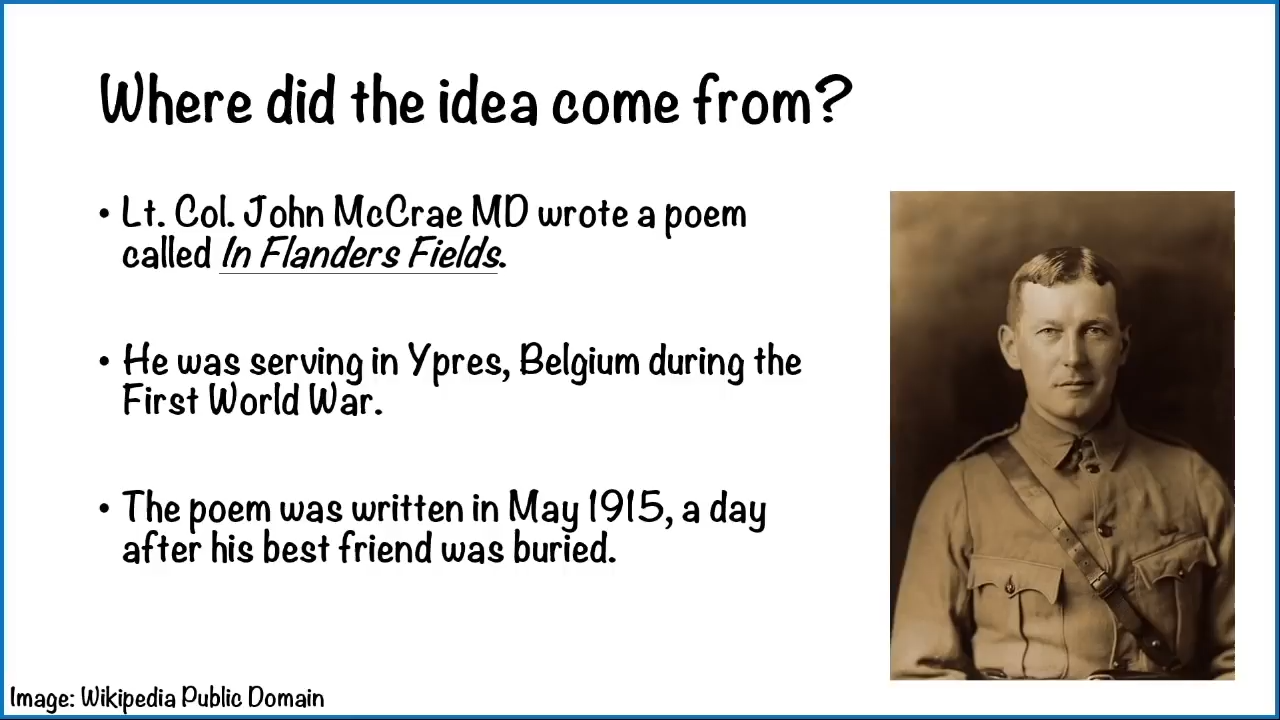 Where did the idea come from?
• Lt. Col. John McCrae MD wrote a poem
called In Flanders Fields.
• He was serving in Ypres, Belgium during the
First World War.
• The poem was written in May 1915, a day
after his best friend was buried.
Image: Wikipedia Public Domain